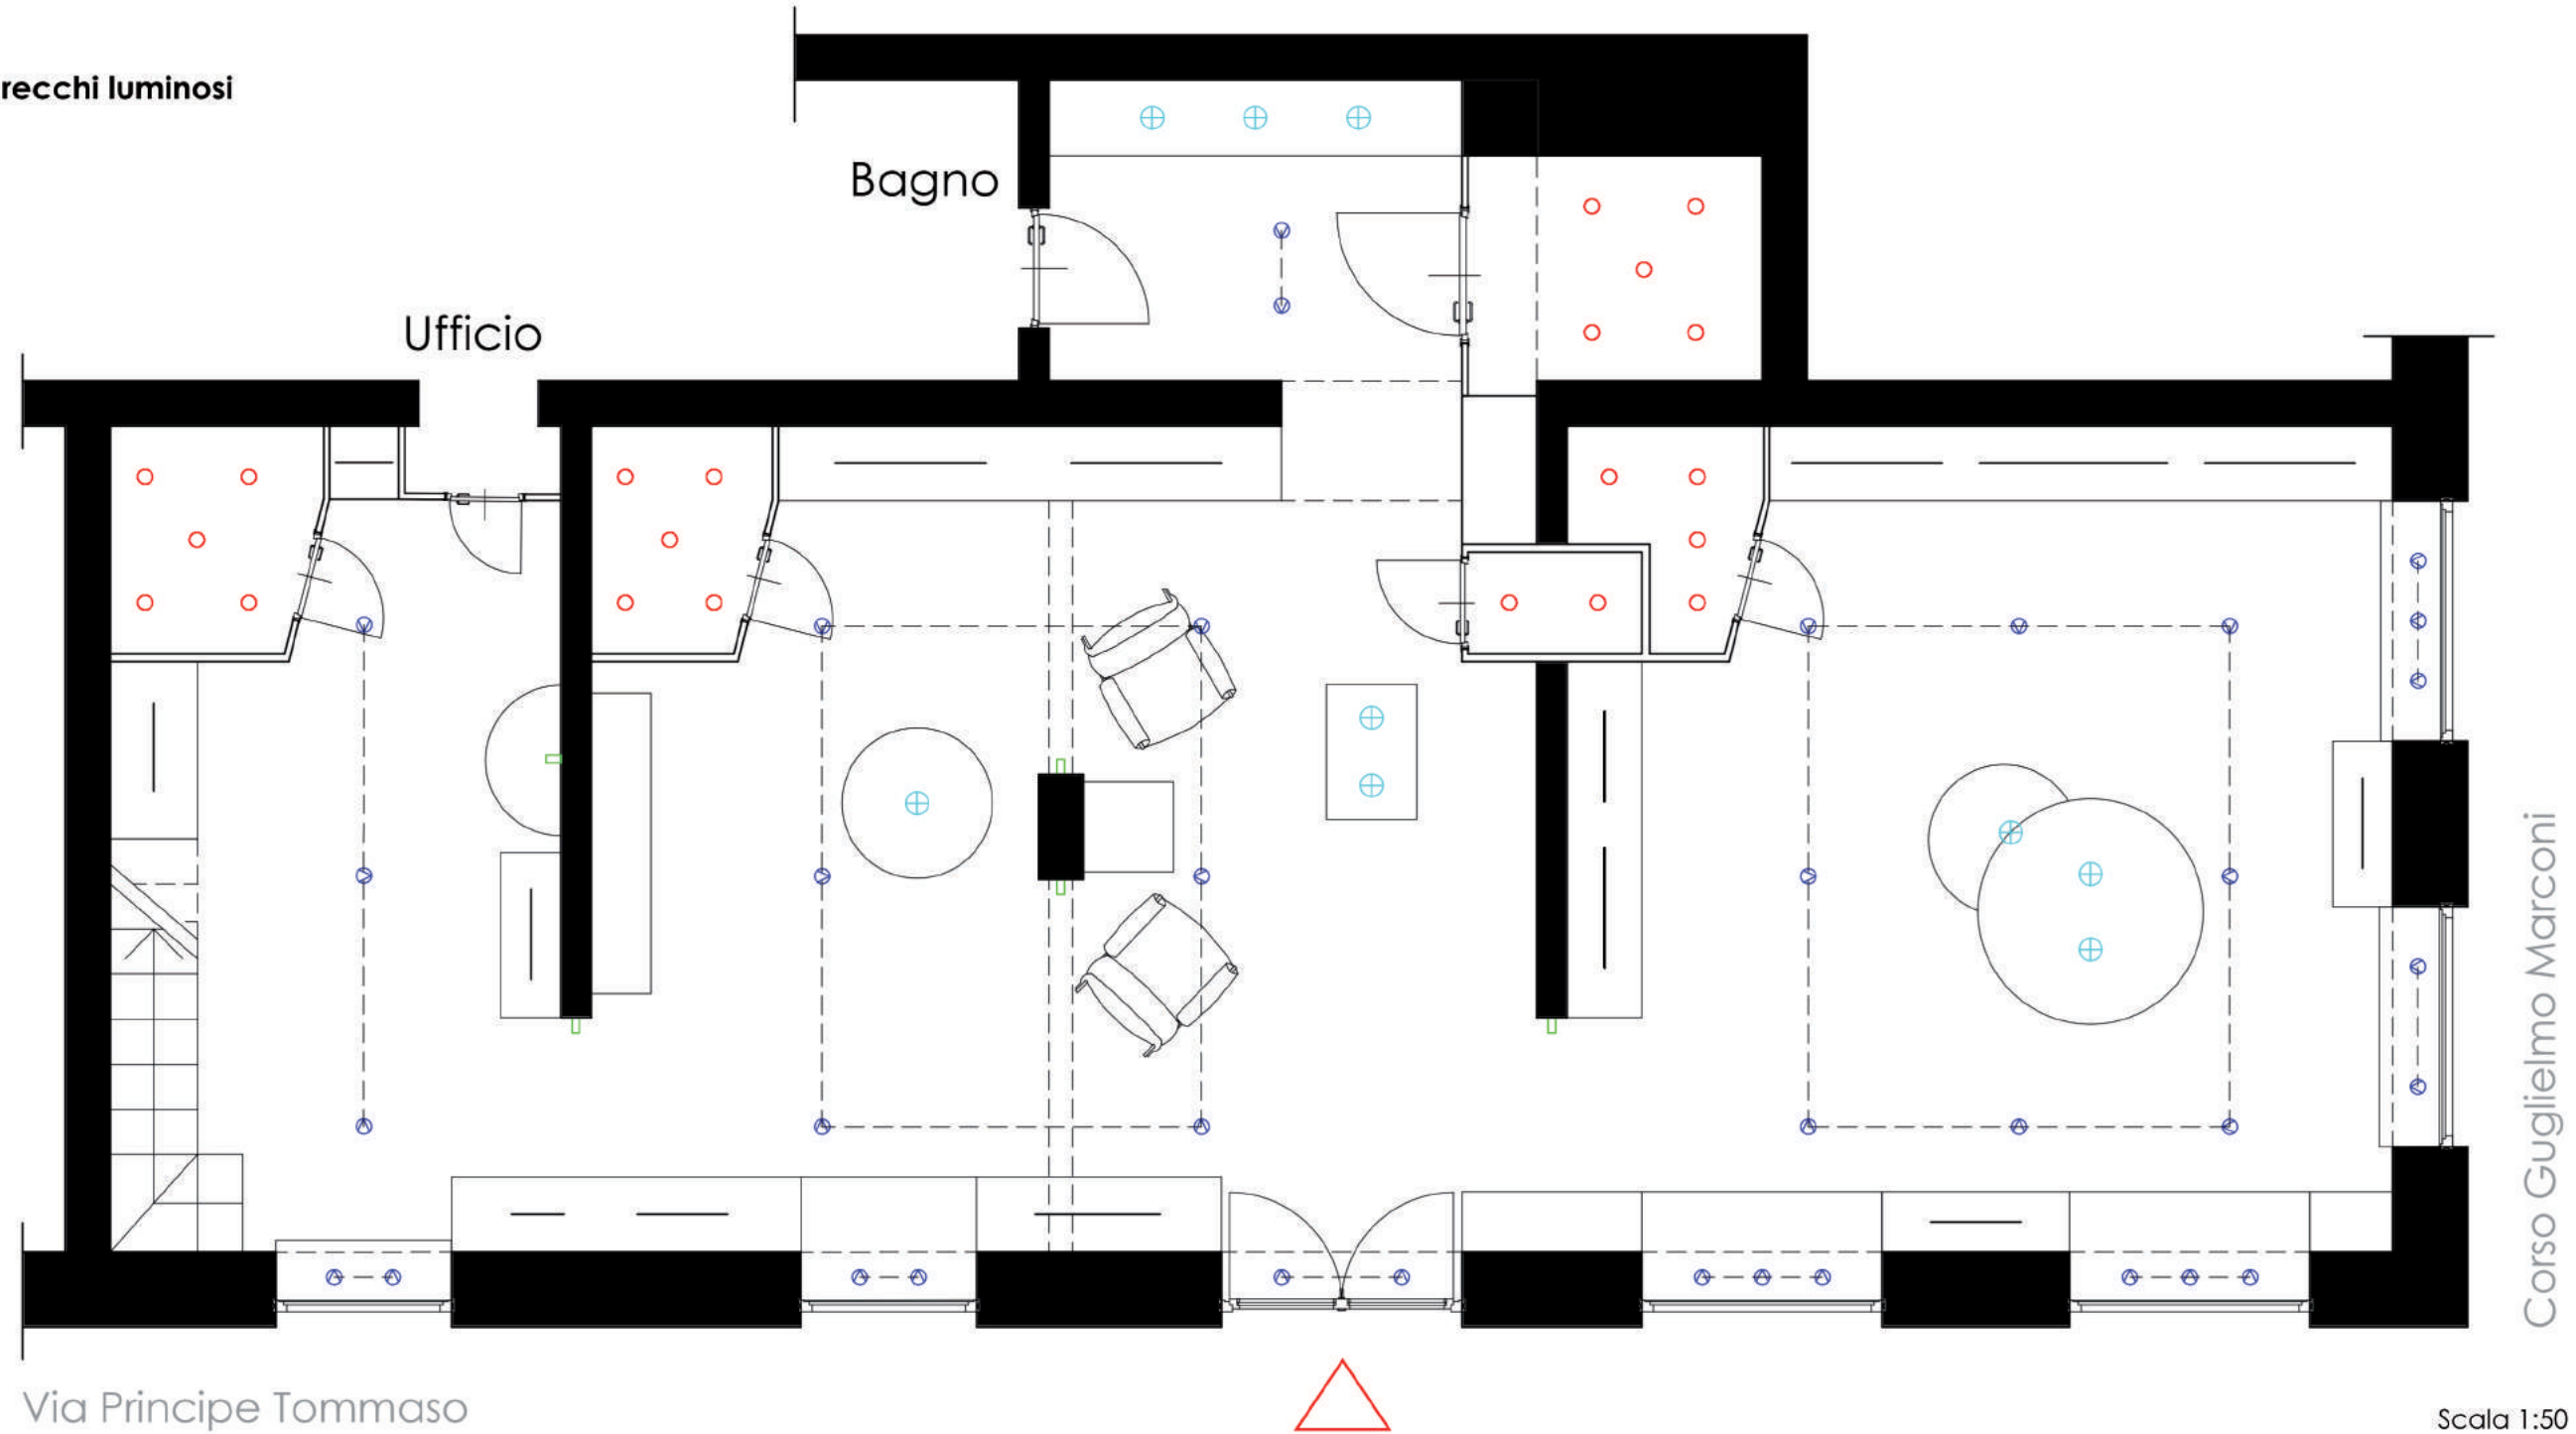 recchi luminosi
Bagno
Ufficio
Corso Guglielmo Marconi
Via Principe Tommaso
Scala 1:50